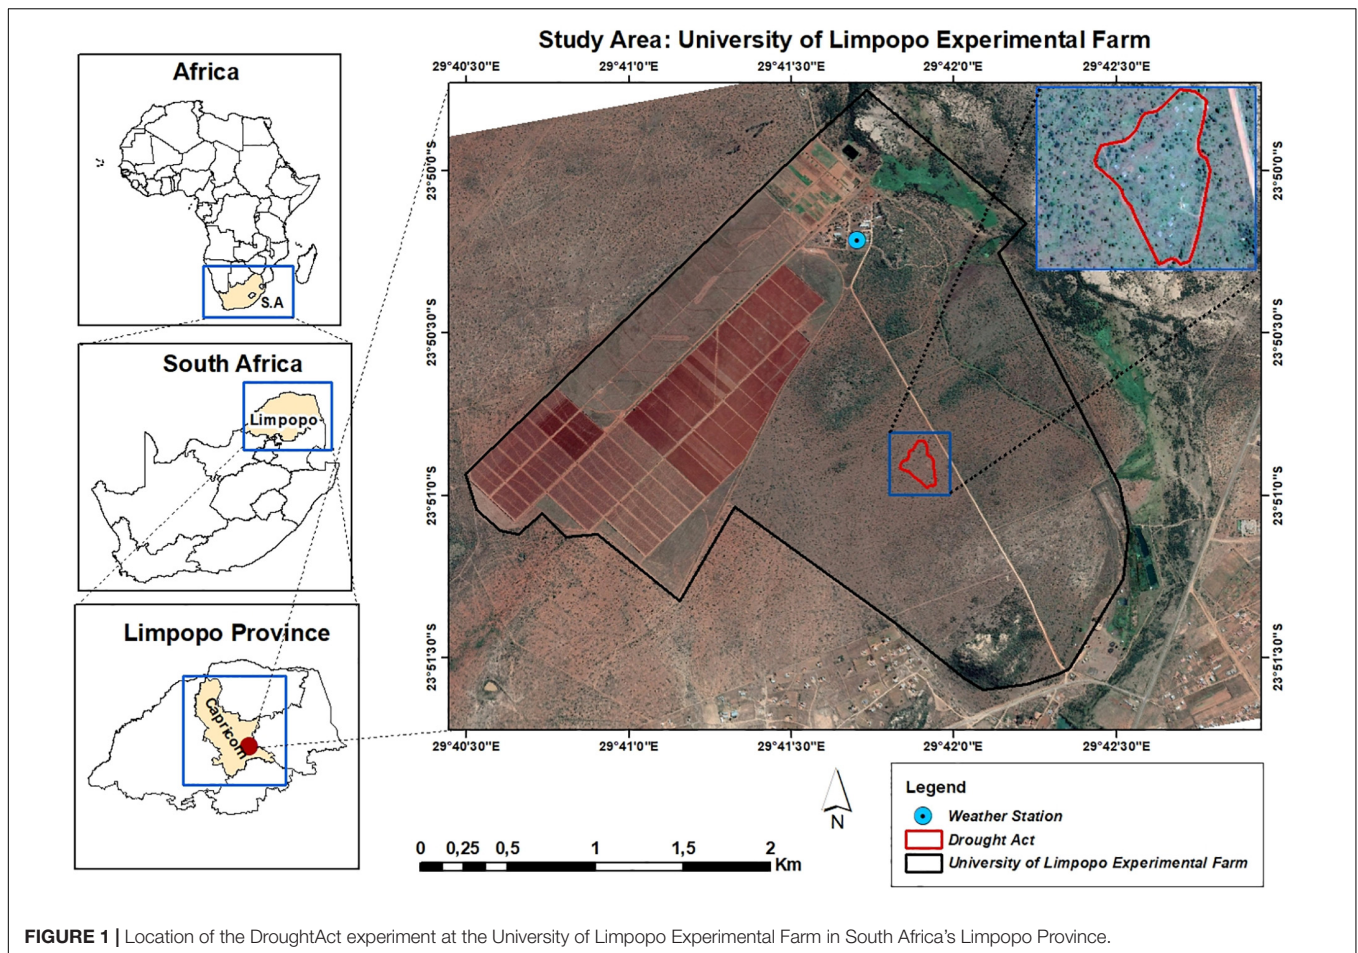 Study Area: University of Limpopo Experimental Farm
29°40'30"E 29°41'0"E 29°41'30"E 29°42'0"E 29°42'30"E
Africa
S.A
South Africa
Limpopo
Limpopo Province
Capricorn
23°50'0"S
23°50'30"S
23°51'0"S
23°51'30"S
23°50'0"S
23°50'30"S
23°51'0"S
23°51'30"S
29°40'30"E 29°41'0"E 29°41'30"E 29°42'0"E 29°42'30"E
N
0 0,25 0,5 1 1,5 2
Km
Legend
Weather Station
Drought Act
University of Limpopo Experimental Farm
FIGURE 1 | Location of the DroughtAct experiment at the University of Limpopo Experimental Farm in South Africa's Limpopo Province.